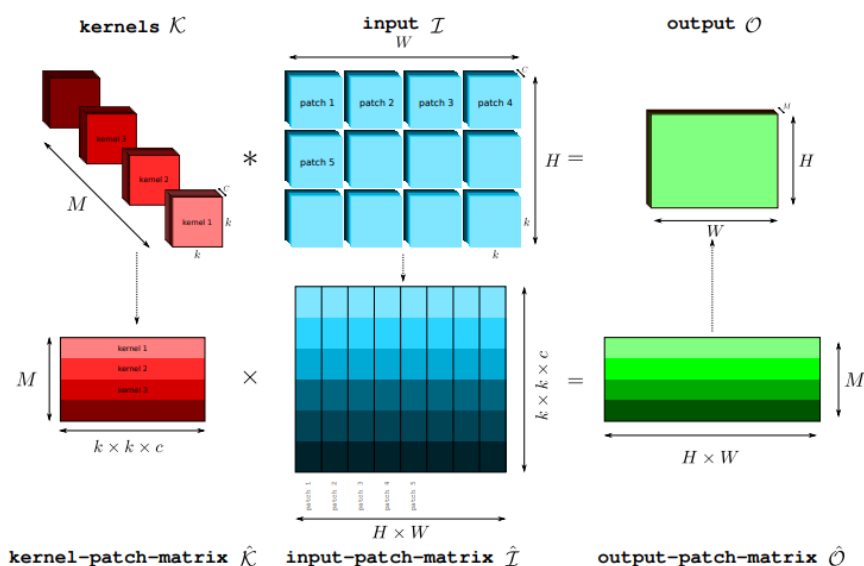 kernels 𝒦
input ℐ
output 𝒪
W
C
patch 1
patch 2
patch 3
patch 4
patch 5
kernel 3
kernel 2
kernel 1
C
M
k
k
*
H
k
k
=
M
H
W
kernel 1
kernel 2
kernel 3
M
k × k × c
×
k × k × c
patch 1
patch 2
patch 3
patch 4
patch 5
H × W
=
M
H × W
kernel-patch-matrix 𝒦̂
input-patch-matrix ℐ̂
output-patch-matrix 𝒪̂